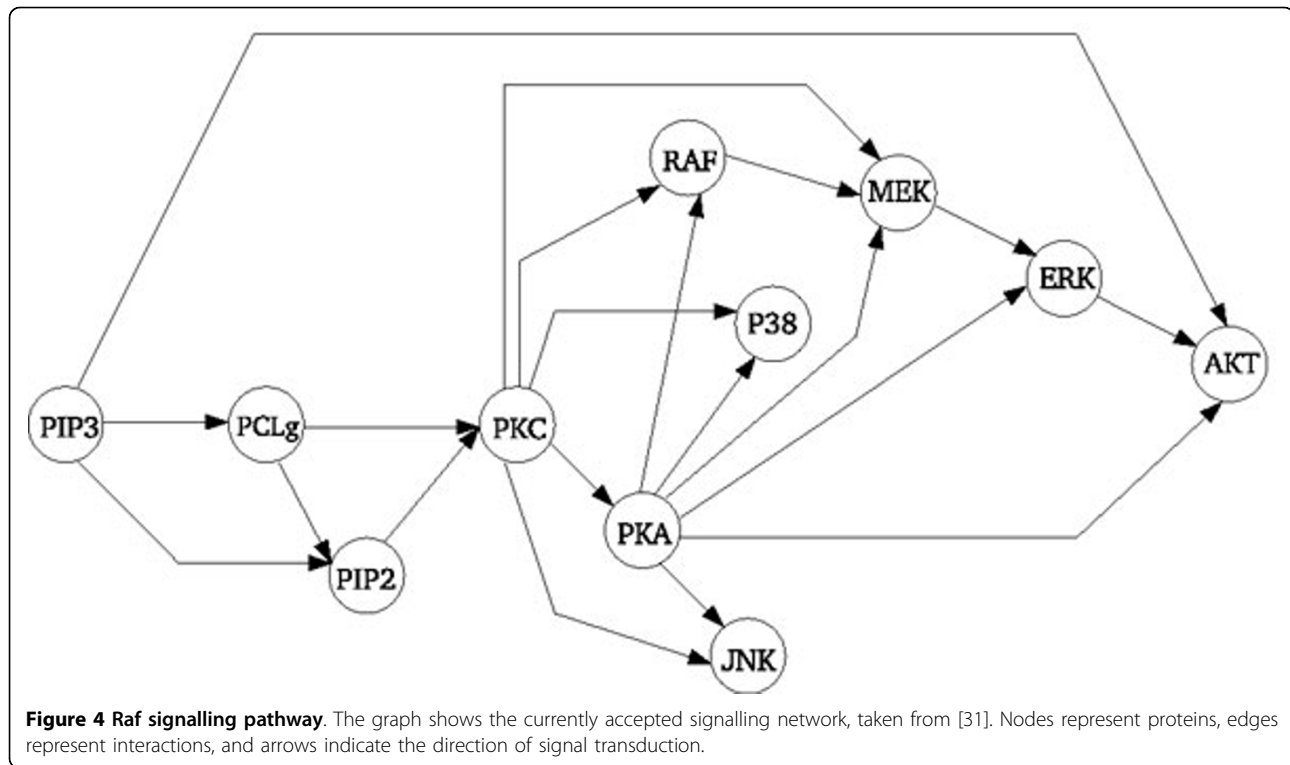 RAF
MEK
ERK
P38
AKT
PIP3
PCLg
PKC
PKA
PIP2
JNK
Figure 4 Raf signalling pathway. The graph shows the currently accepted signalling network, taken from [31]. Nodes represent proteins, edges
represent interactions, and arrows indicate the direction of signal transduction.